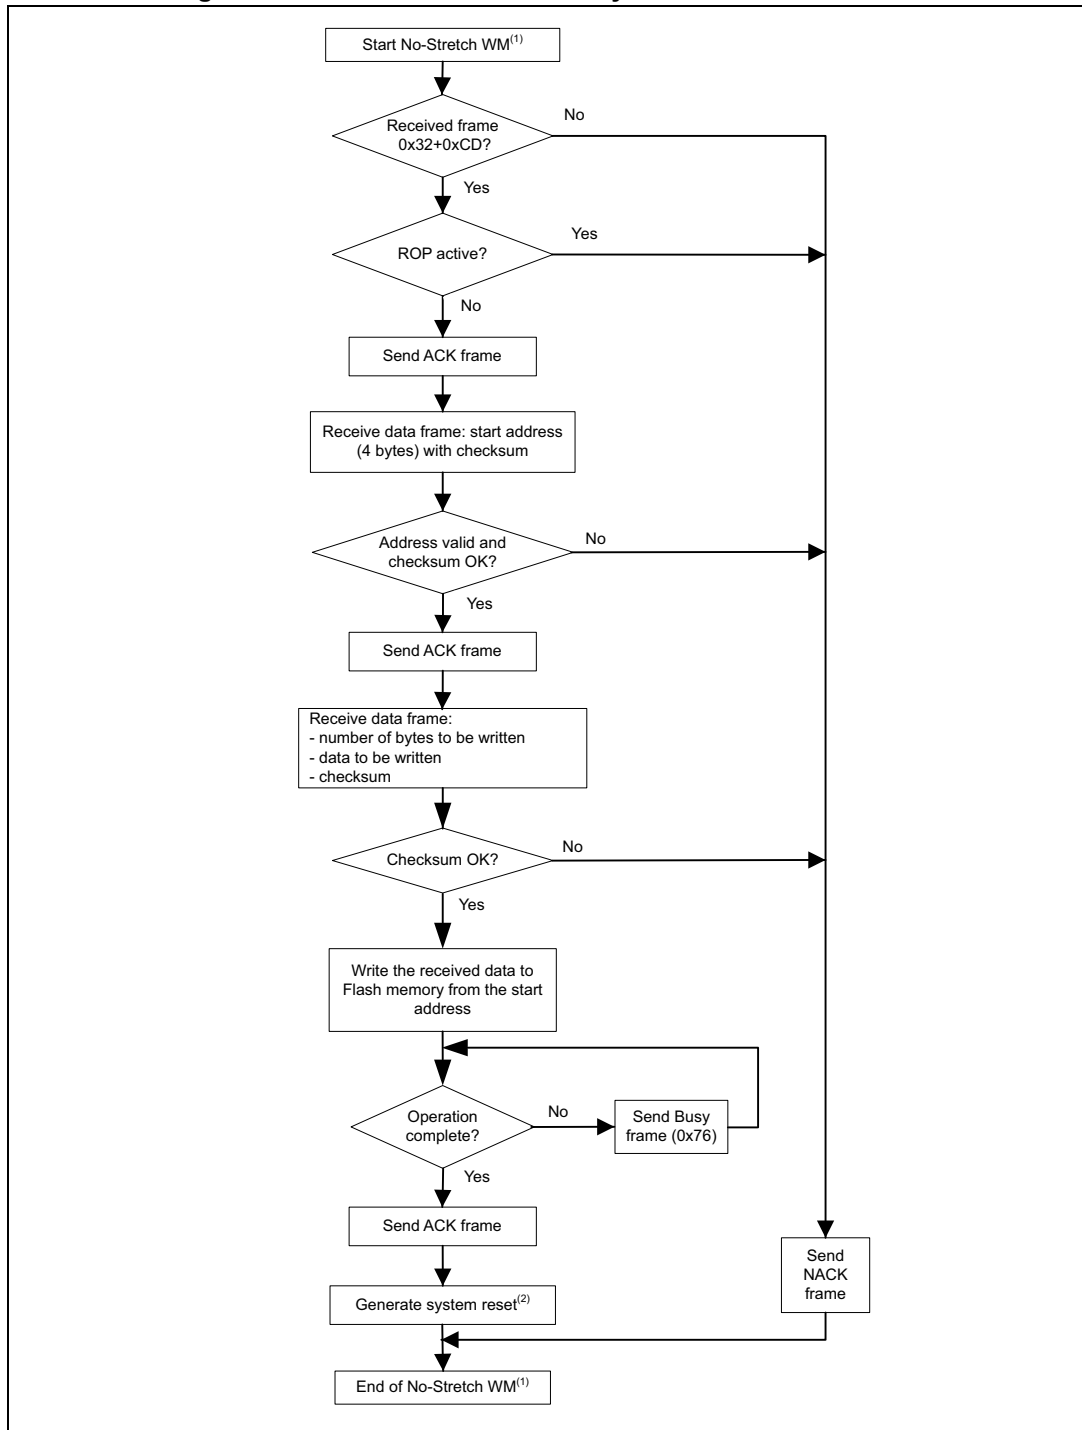 Start No-Stretch WM(1)
No
Received frame
0x32+0xCD?
Yes
Yes
ROP active?
No
Send ACK frame
Receive data frame: start address
(4 bytes) with checksum
No
Address valid and
checksum OK?
Yes
Send ACK frame
Receive data frame:
- number of bytes to be written
- data to be written
- checksum
No
Checksum OK?
Yes
Write the received data to
Flash memory from the start
address
Operation
complete?
No
Send Busy
frame (0x76)
Yes
Send ACK frame
Send
NACK
frame
Generate system reset(2)
End of No-Stretch WM(1)